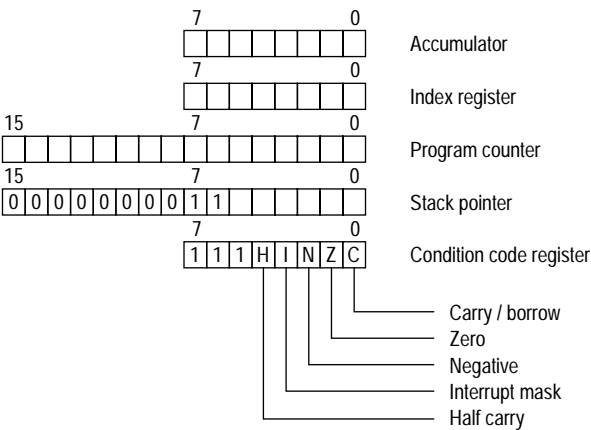 7 0
Accumulator
7 0
Index register
15 7 0
Program counter
15 7 0
0 0 0 0 0 0 0 0 1 1 Stack pointer
7 0
1 1 1 H I N Z C Condition code register
Carry / borrow
Zero
Negative
Interrupt mask
Half carry